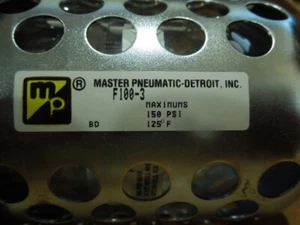 mp ® MASTER PNEUMATIC-DETROIT, INC.
F100-3
MAXIMUMS
150 PSI
BD 125°F